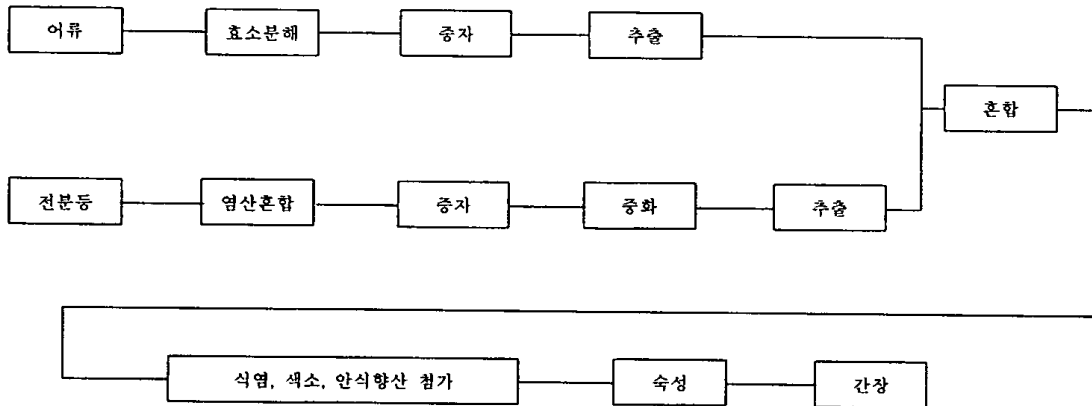 어류
효소분해
증자
추출
혼합
전분등
염산혼합
증자
중화
추출
식염, 색소, 안식향산 첨가
숙성
간장